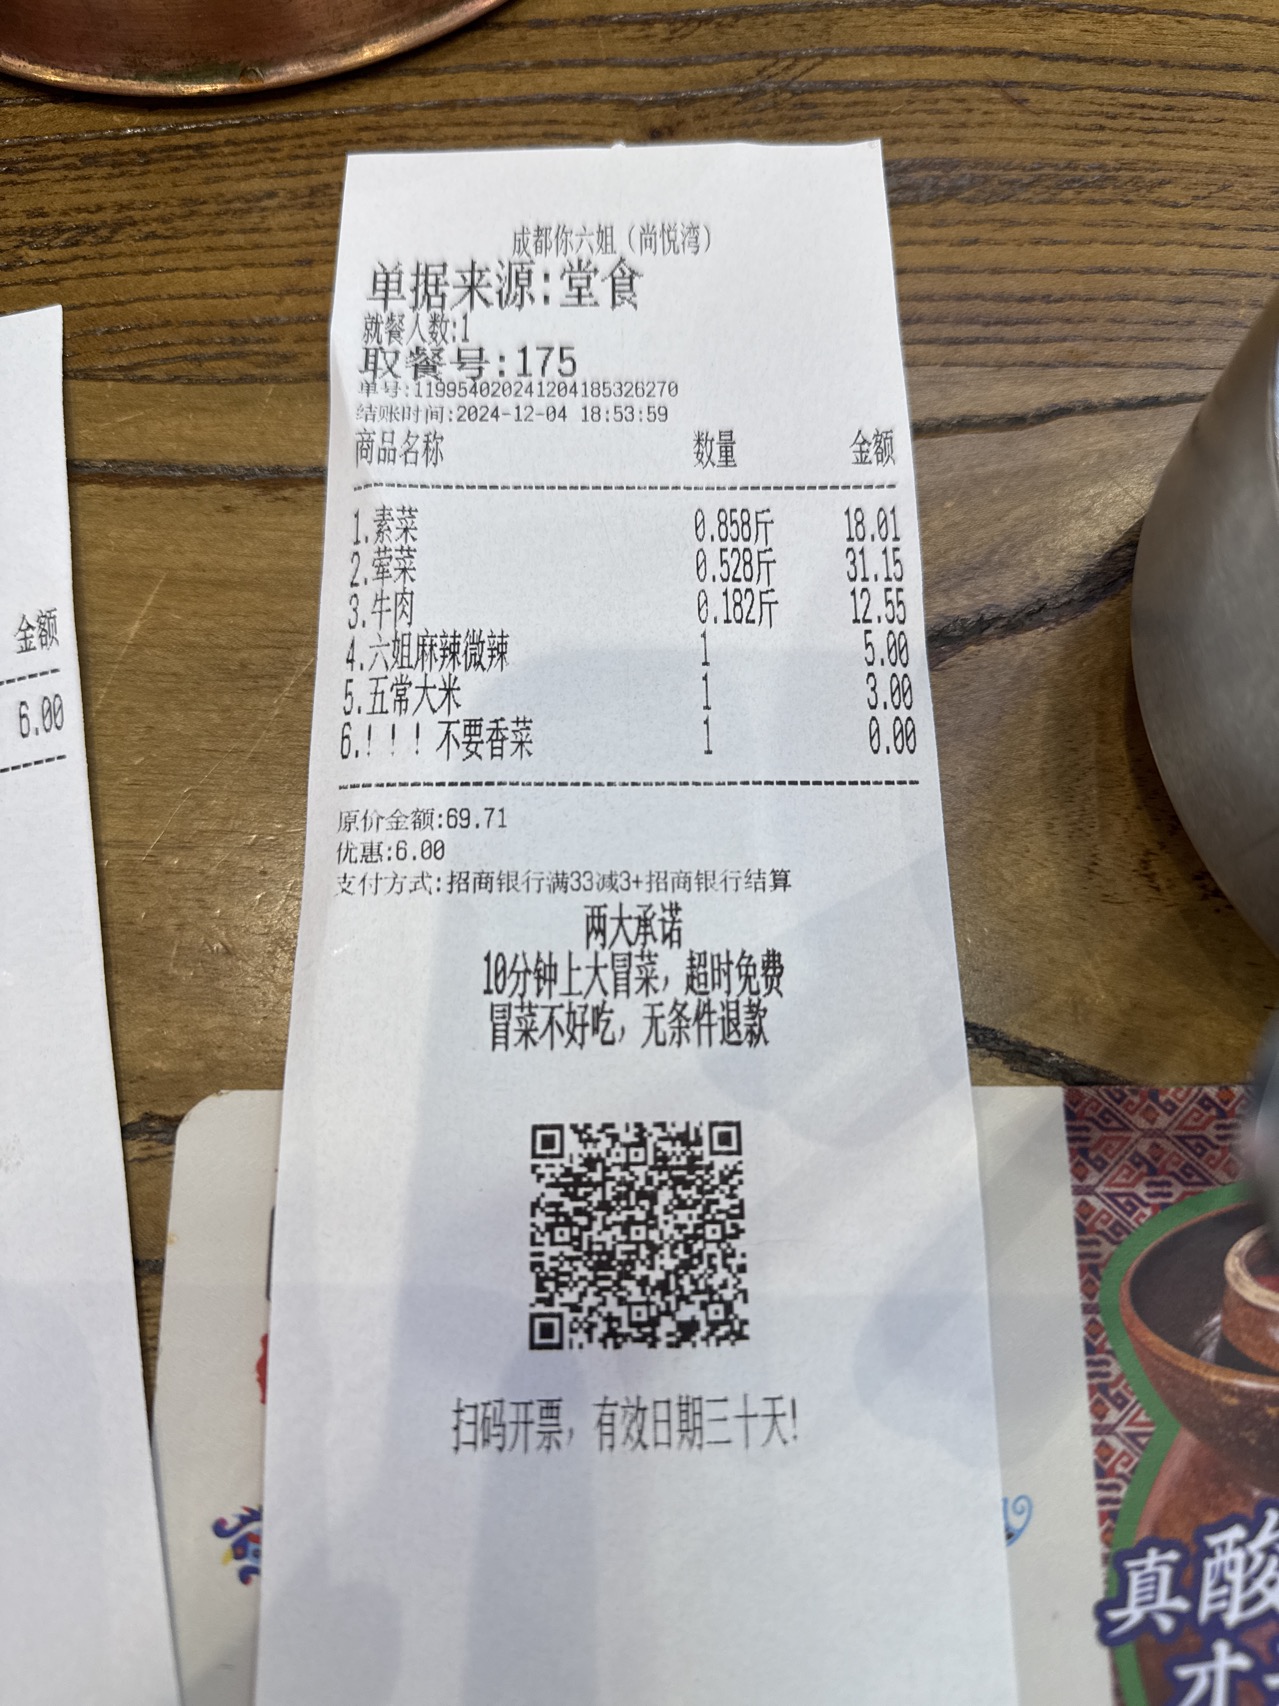 成都你六姐（尚悦湾）
单据来源:堂食
就餐人数:1
取餐号:175
单号:119954020241204185326270
结账时间:2024-12-04 18:53:59
商品名称 数量 金额
1.素菜 0.858斤 18.01
2.荤菜 0.528斤 31.15
3.牛肉 0.182斤 12.55
4.六姐麻辣微辣 1 5.00
5.五常大米 1 3.00
6.！！！不要香菜 1 0.00
原价金额:69.71
优惠:6.00
支付方式:招商银行满33减3+招商银行结算
两大承诺
10分钟上大冒菜，超时免费
冒菜不好吃，无条件退款
扫码开票，有效日期三十天!
金额
6.00
真酸
才